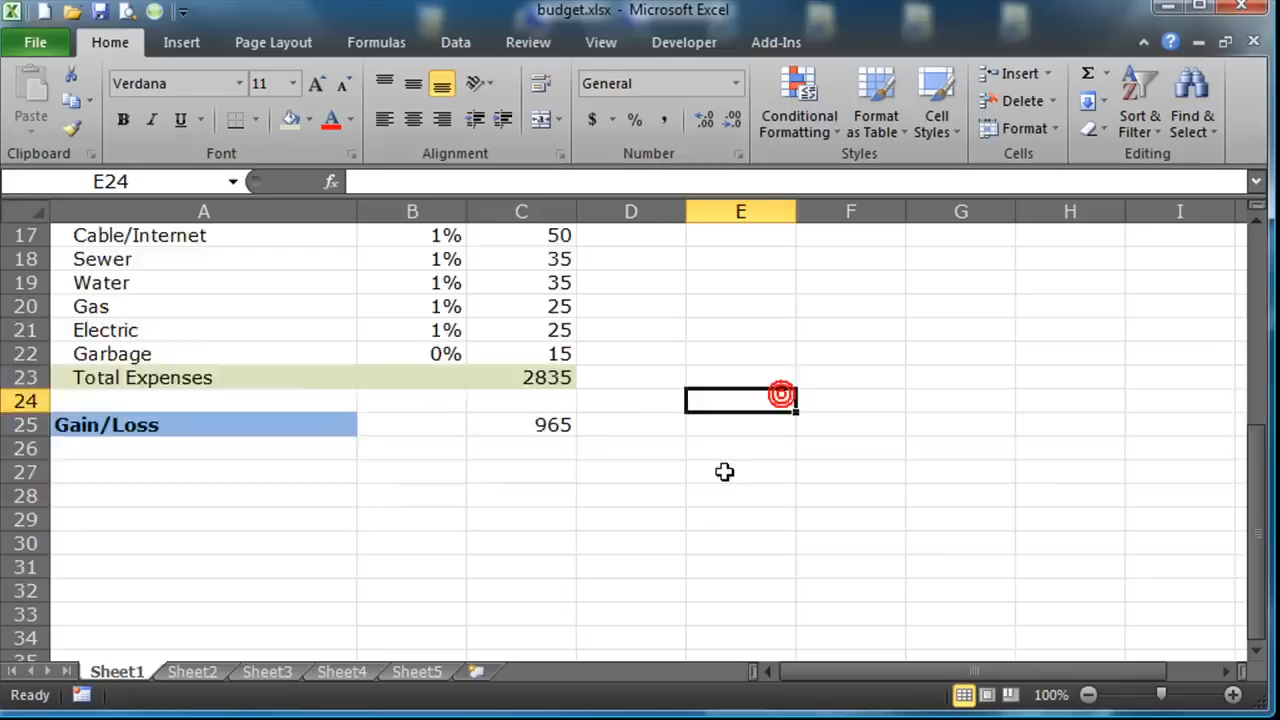 budget.xlsx - Microsoft Excel
File Home Insert Page Layout Formulas Data Review View Developer Add-Ins
Paste
Verdana 11
General
Conditional Formatting
Format as Table
Cell Styles
Insert
Delete
Format
Sort & Filter
Find & Select
Clipboard Font Alignment Number Styles Cells Editing
E24 fx
A B C D E F G H I
17 Cable/Internet 1% 50
18 Sewer 1% 35
19 Water 1% 35
20 Gas 1% 25
21 Electric 1% 25
22 Garbage 0% 15
23 Total Expenses 2835
24
25 Gain/Loss 965
26
27
28
29
30
31
32
33
34
35
Sheet1 Sheet2 Sheet3 Sheet4 Sheet5
Ready 100%